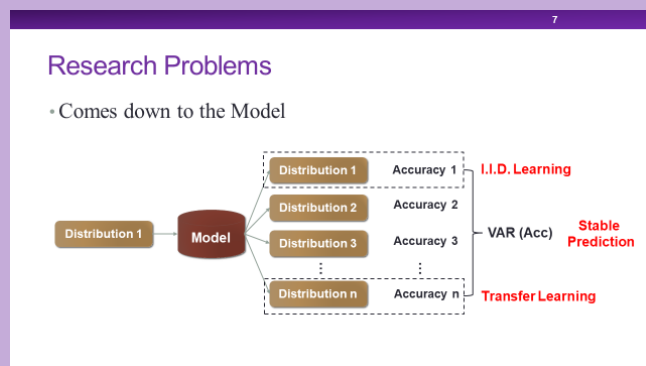 7
Research Problems
• Comes down to the Model
Distribution 1 Accuracy 1 I.I.D. Learning
Distribution 2 Accuracy 2
Distribution 1 Model Distribution 3 Accuracy 3 VAR (Acc) Stable
Prediction
⋮ ⋮
Distribution n Accuracy n Transfer Learning